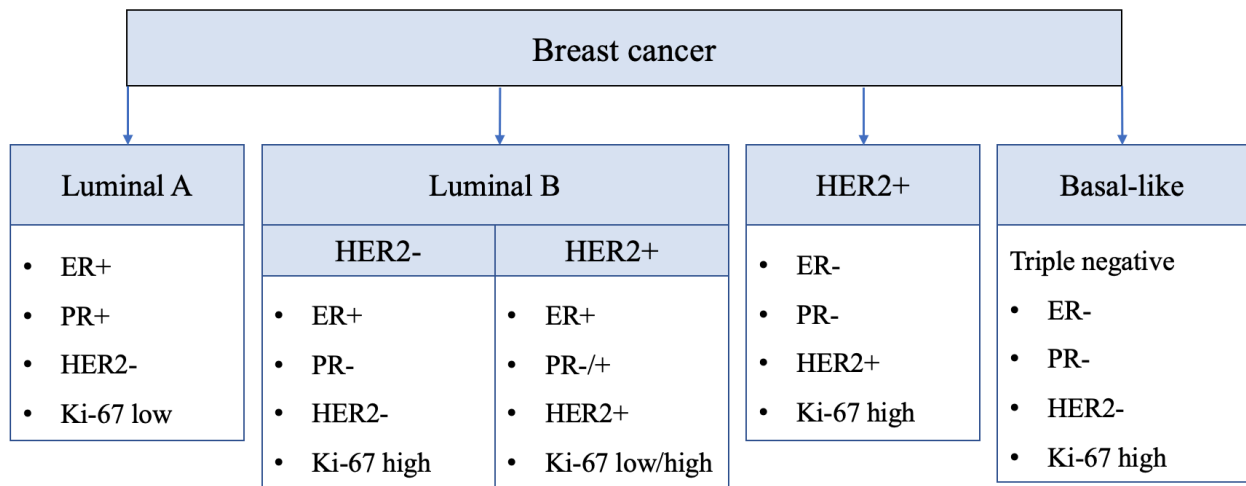 Breast cancer
Luminal A
• ER+
• PR+
• HER2-
• Ki-67 low
Luminal B
HER2-
• ER+
• PR-
• HER2-
• Ki-67 high
HER2+
• ER+
• PR-/+
• HER2+
• Ki-67 low/high
HER2+
• ER-
• PR-
• HER2+
• Ki-67 high
Basal-like
Triple negative
• ER-
• PR-
• HER2-
• Ki-67 high